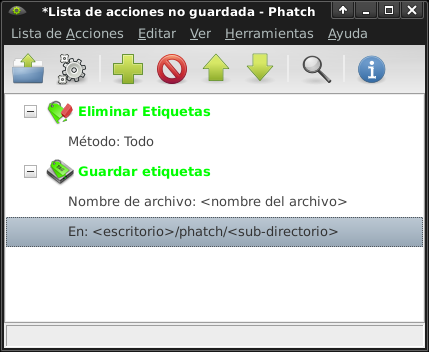 *Lista de acciones no guardada - Phatch
Lista de Acciones Editar Ver Herramientas Ayuda
Eliminar Etiquetas
Método: Todo
Guardar etiquetas
Nombre de archivo: <nombre del archivo>
En: <escritorio>/phatch/<sub-directorio>